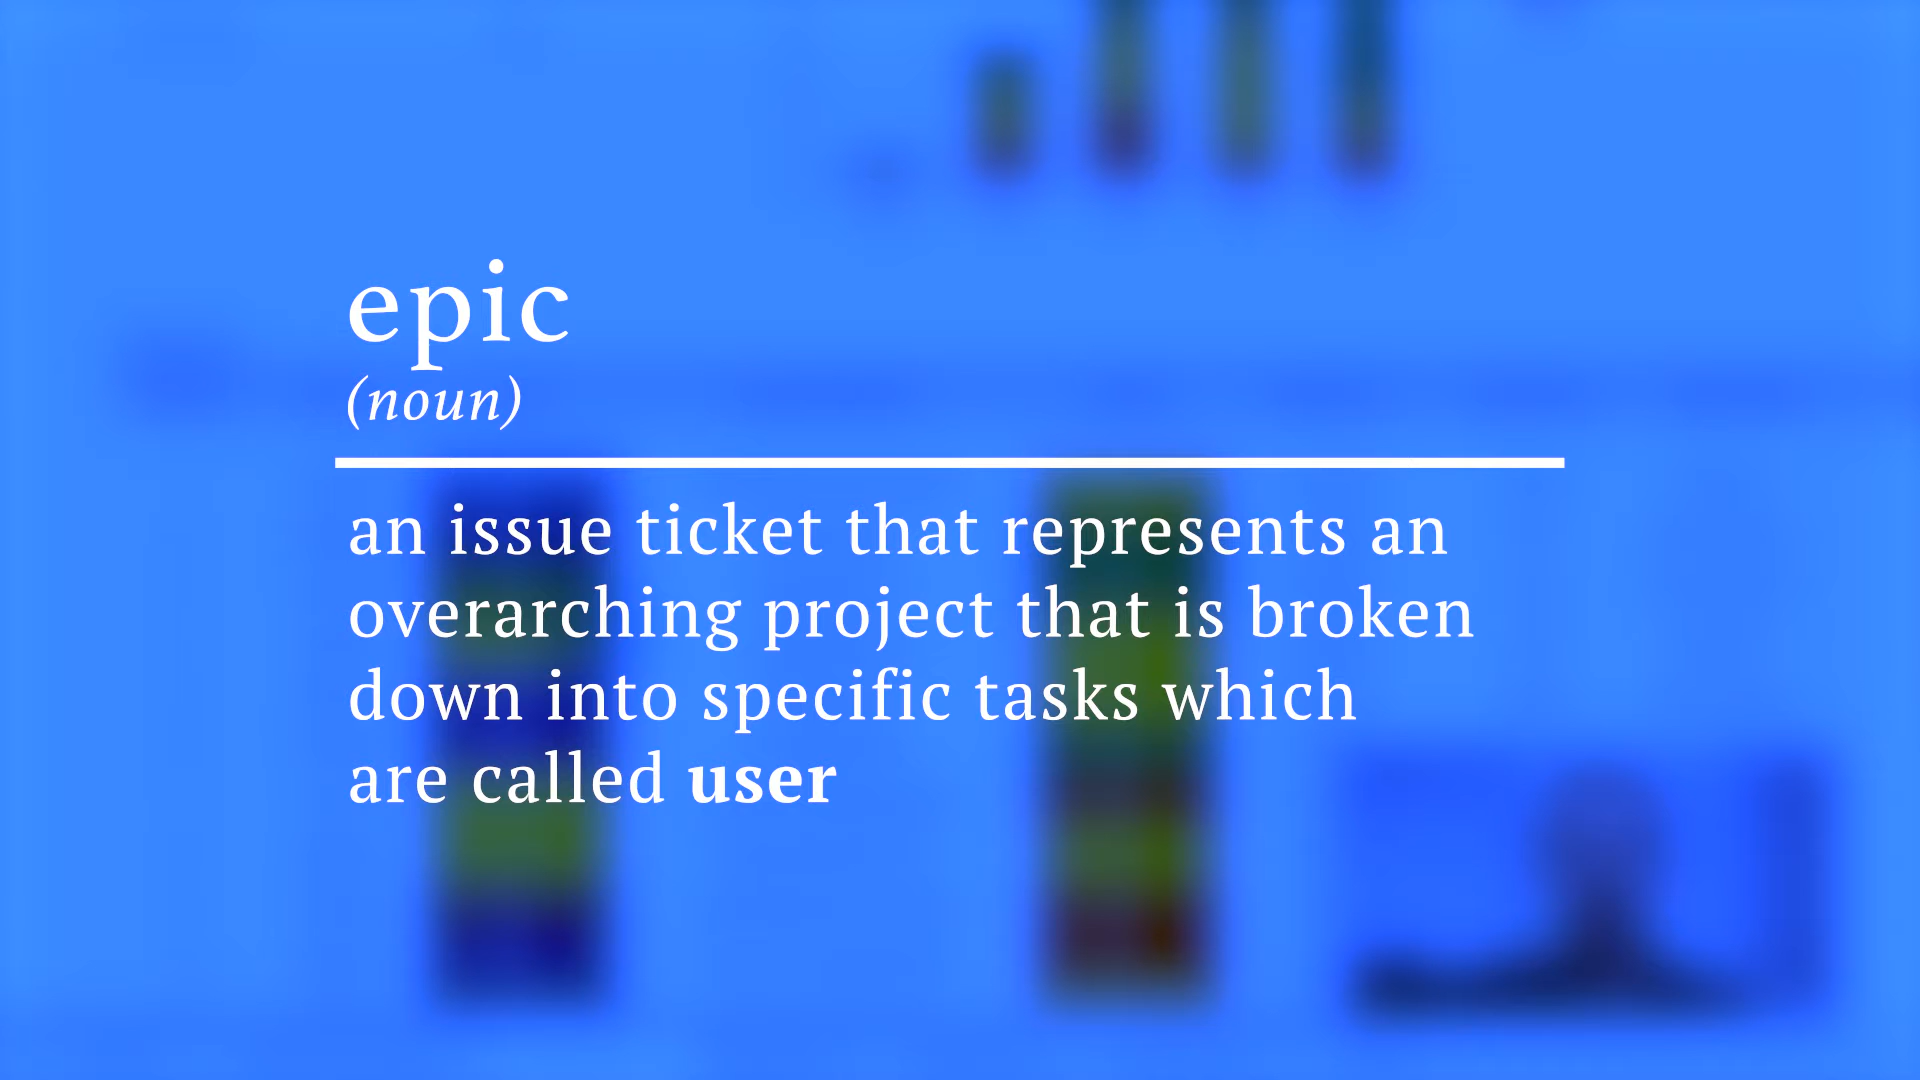 epic
(noun)
an issue ticket that represents an
overarching project that is broken
down into specific tasks which
are called user